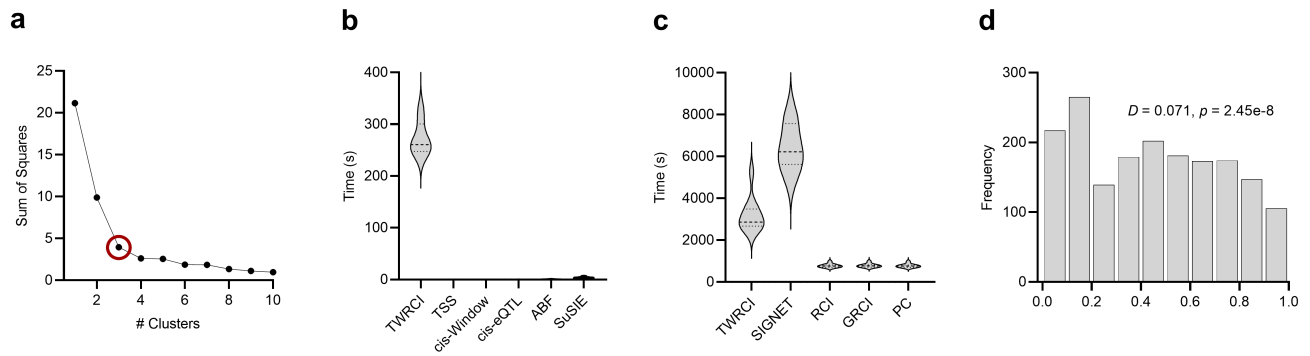 a
25
20
15
10
5
0
Sum of Squares
2 4 6 8 10
# Clusters
b
400
300
200
100
0
Time (s)
TWRCI
TSS
cis-Window
cis-eQTL
ABF
SuSIE
c
10000
8000
6000
4000
2000
0
Time (s)
TWRCI
SIGNET
RCI
GRCI
PC
d
300
200
100
0
Frequency
D = 0.071, p = 2.45e-8
0.0 0.2 0.4 0.6 0.8 1.0